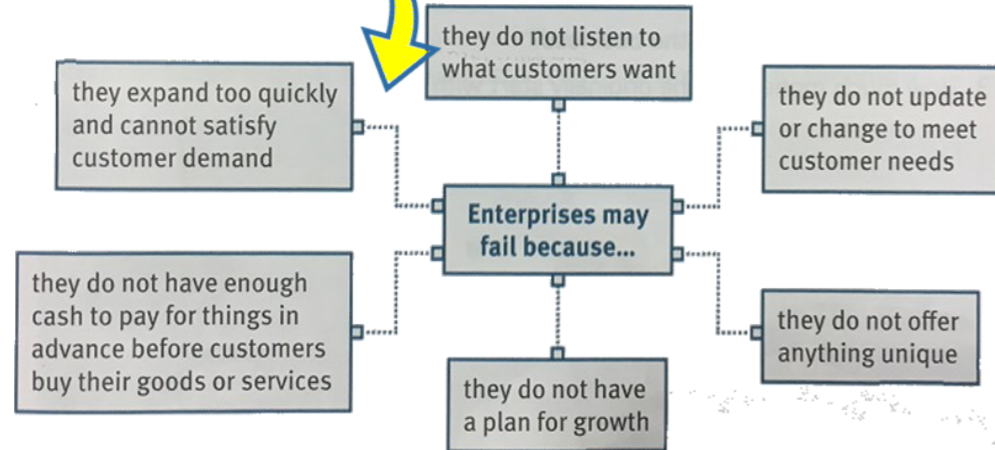 they do not listen to
what customers want
they expand too quickly
and cannot satisfy
customer demand
they do not update
or change to meet
customer needs
Enterprises may
fail because...
they do not have enough
cash to pay for things in
advance before customers
buy their goods or services
they do not offer
anything unique
they do not have
a plan for growth